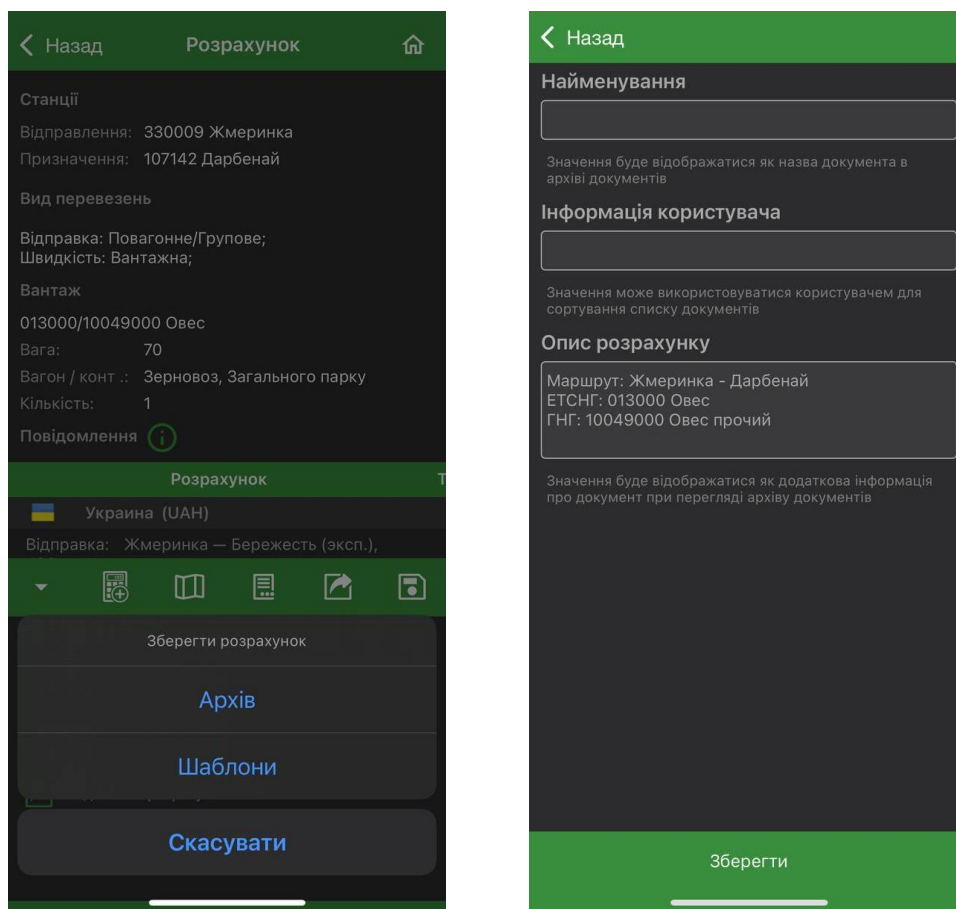 Назад
Розрахунок
Станції
Відправлення: 330009 Жмеринка
Призначення: 107142 Дарбенай
Вид перевезень
Відправка: Повагонне/Групове;
Швидкість: Вантажна;
Вантаж
013000/10049000 Овес
Вага: 70
Вагон / конт .: Зерновоз, Загального парку
Кількість: 1
Повідомлення
Розрахунок
Т
Украина (UAH)
Відправка: Жмеринка — Бережесть (эксп.),
Зберегти розрахунок
Архів
Шаблони
Скасувати
Назад
Найменування
Значення буде відображатися як назва документа в
архіві документів
Інформація користувача
Значення може використовуватися користувачем для
сортування списку документів
Опис розрахунку
Маршрут: Жмеринка - Дарбенай
ЕТСНГ: 013000 Овес
ГНГ: 10049000 Овес прочий
Значення буде відображатися як додаткова інформація
про документ при перегляді архіву документів
Зберегти